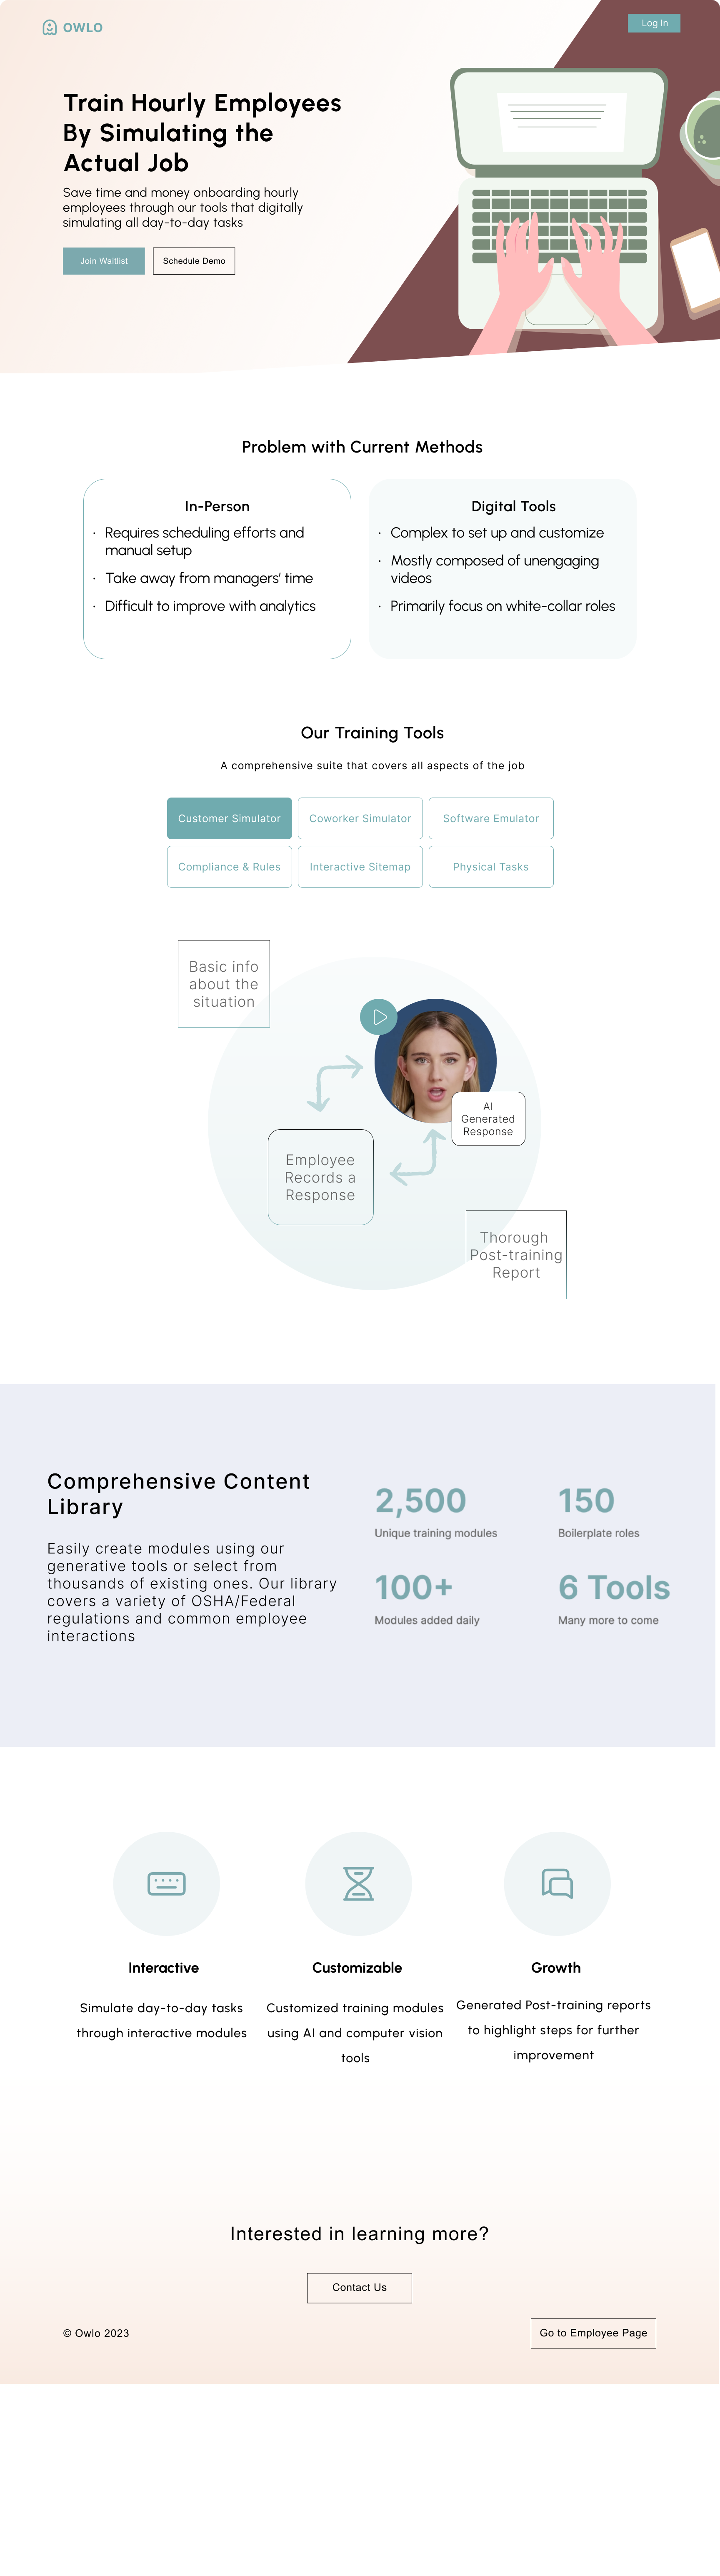 OWLO
Log In
Train Hourly Employees
By Simulating the
Actual Job
Save time and money onboarding hourly
employees through our tools that digitally
simulating all day-to-day tasks
Join Waitlist
Schedule Demo
Problem with Current Methods
In-Person
· Requires scheduling efforts and
manual setup
· Take away from managers' time
· Difficult to improve with analytics
Digital Tools
· Complex to set up and customize
· Mostly composed of unengaging
videos
· Primarily focus on white-collar roles
Our Training Tools
A comprehensive suite that covers all aspects of the job
Customer Simulator
Coworker Simulator
Software Emulator
Compliance & Rules
Interactive Sitemap
Physical Tasks
Basic info
about the
situation
AI
Generated
Response
Employee
Records a
Response
Thorough
Post-training
Report
Comprehensive Content
Library
Easily create modules using our
generative tools or select from
thousands of existing ones. Our library
covers a variety of OSHA/Federal
regulations and common employee
interactions
2,500
Unique training modules
150
Boilerplate roles
100+
Modules added daily
6 Tools
Many more to come
Interactive
Simulate day-to-day tasks
through interactive modules
Customizable
Customized training modules
using AI and computer vision
tools
Growth
Generated Post-training reports
to highlight steps for further
improvement
Interested in learning more?
Contact Us
© Owlo 2023
Go to Employee Page